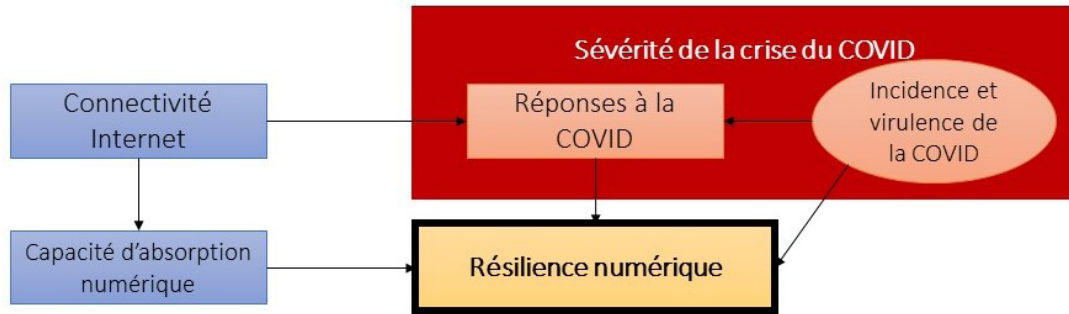 Sévérité de la crise du COVID
Connectivité
Internet
Réponses à la
COVID
Incidence et
virulence de
la COVID
Capacité d’absorption
numérique
Résilience numérique